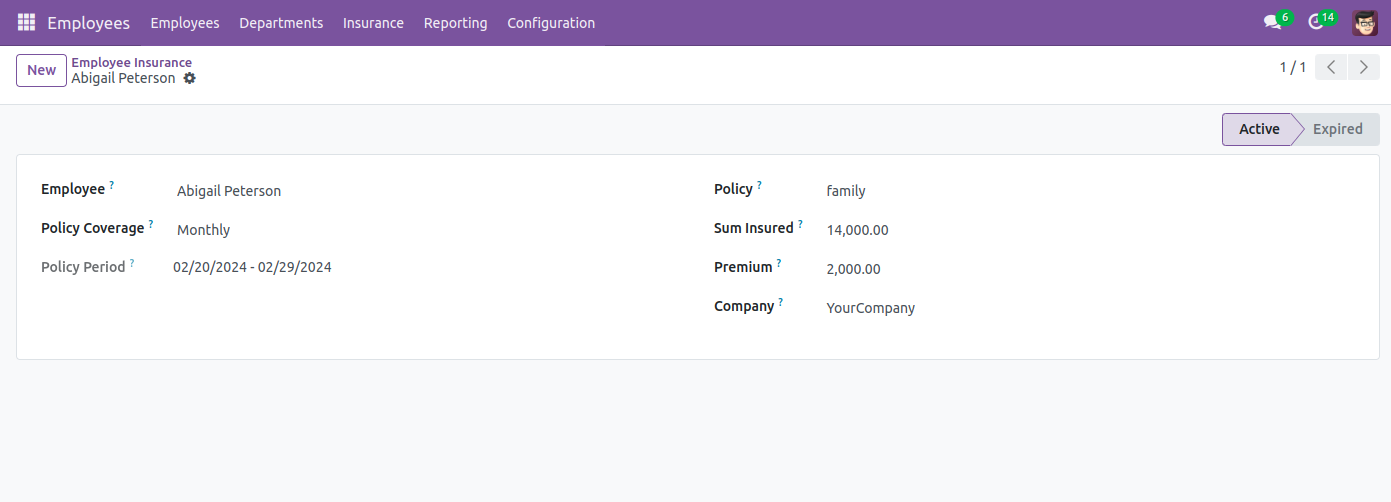 Employees Employees Departments Insurance Reporting Configuration 6 14
New Employee Insurance 1 / 1
Abigail Peterson
Active Expired
Employee ? Abigail Peterson Policy ? family
Policy Coverage ? Monthly Sum Insured ? 14,000.00
Policy Period ? 02/20/2024 - 02/29/2024 Premium ? 2,000.00
Company ? YourCompany